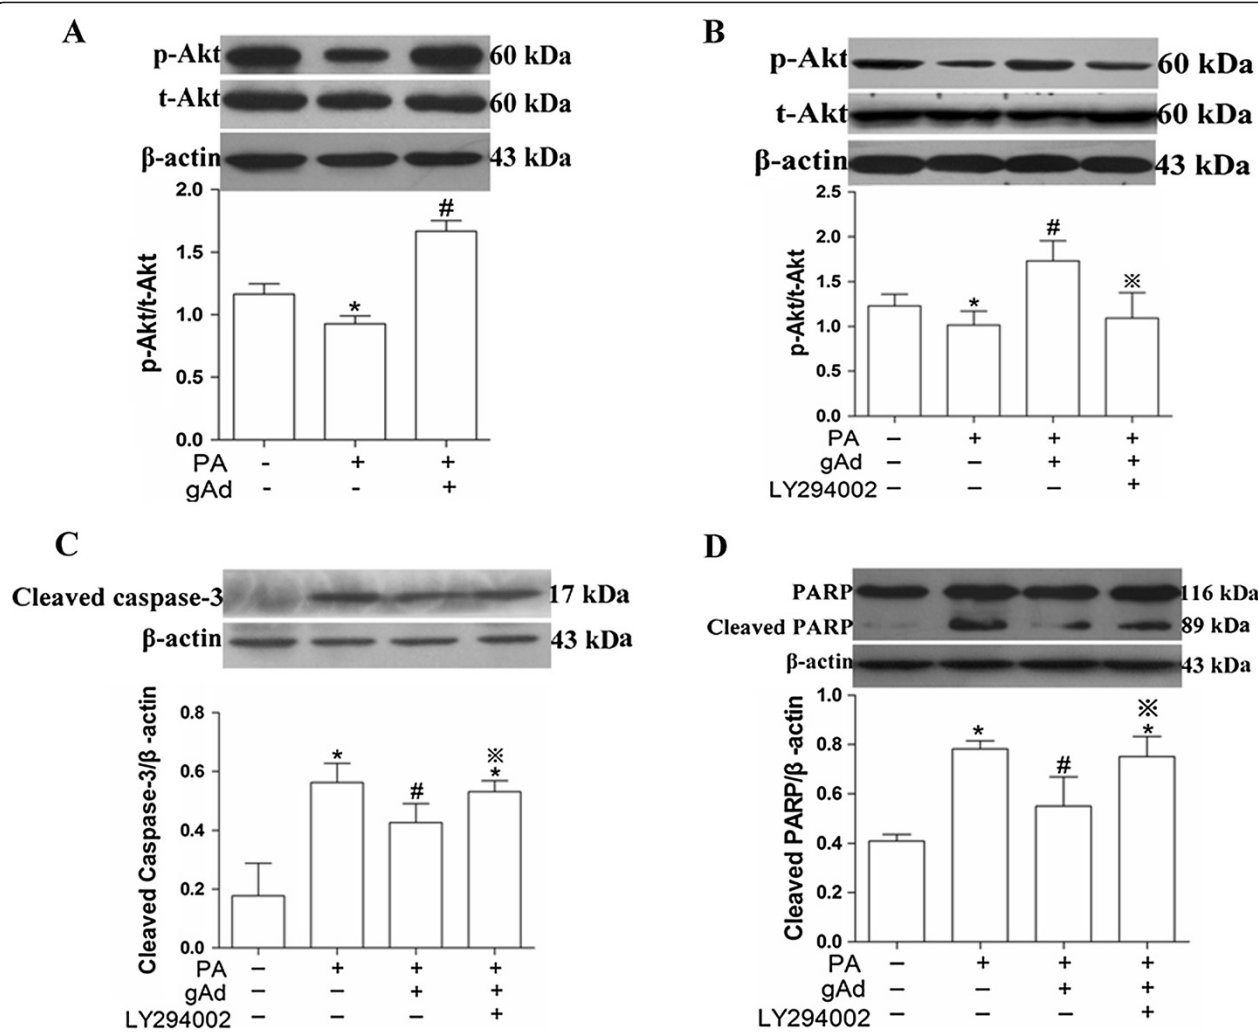 A
p-Akt 60 kDa
t-Akt 60 kDa
β-actin 43 kDa
2.0
1.5
1.0
0.5
0.0
p-Akt/t-Akt
* #
PA - + +
gAd - - +
B
p-Akt 60 kDa
t-Akt 60 kDa
β-actin 43 kDa
2.5
2.0
1.5
1.0
0.5
0.0
p-Akt/t-Akt
* # ※
PA – + + +
gAd – – + +
LY294002 – – – +
C
Cleaved caspase-3 17 kDa
β-actin 43 kDa
0.8
0.6
0.4
0.2
0.0
Cleaved Caspase-3/β -actin
* # ※ *
PA – + + +
gAd – – + +
LY294002 – – – +
D
PARP 116 kDa
Cleaved PARP 89 kDa
β-actin 43 kDa
1.0
0.8
0.6
0.4
0.2
0.0
Cleaved PARP/β -actin
* # ※ *
PA – + + +
gAd – – + +
LY294002 – – – +